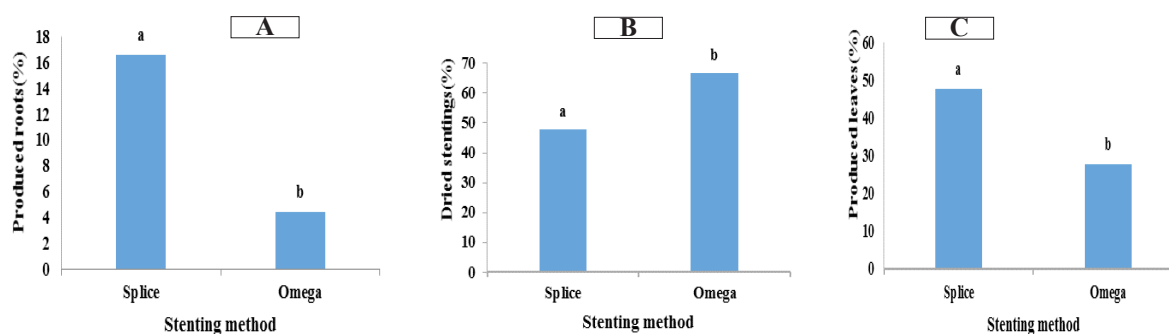 A
Produced roots(%)
18
16
14
12
10
8
6
4
2
0
a
b
Splice
Omega
Stenting method
B
Dried stentings(%)
70
60
50
40
30
20
10
0
a
b
Splice
Omega
Stenting method
C
Produced leaves(%)
60
50
40
30
20
10
0
a
b
Splice
Omega
Stenting method